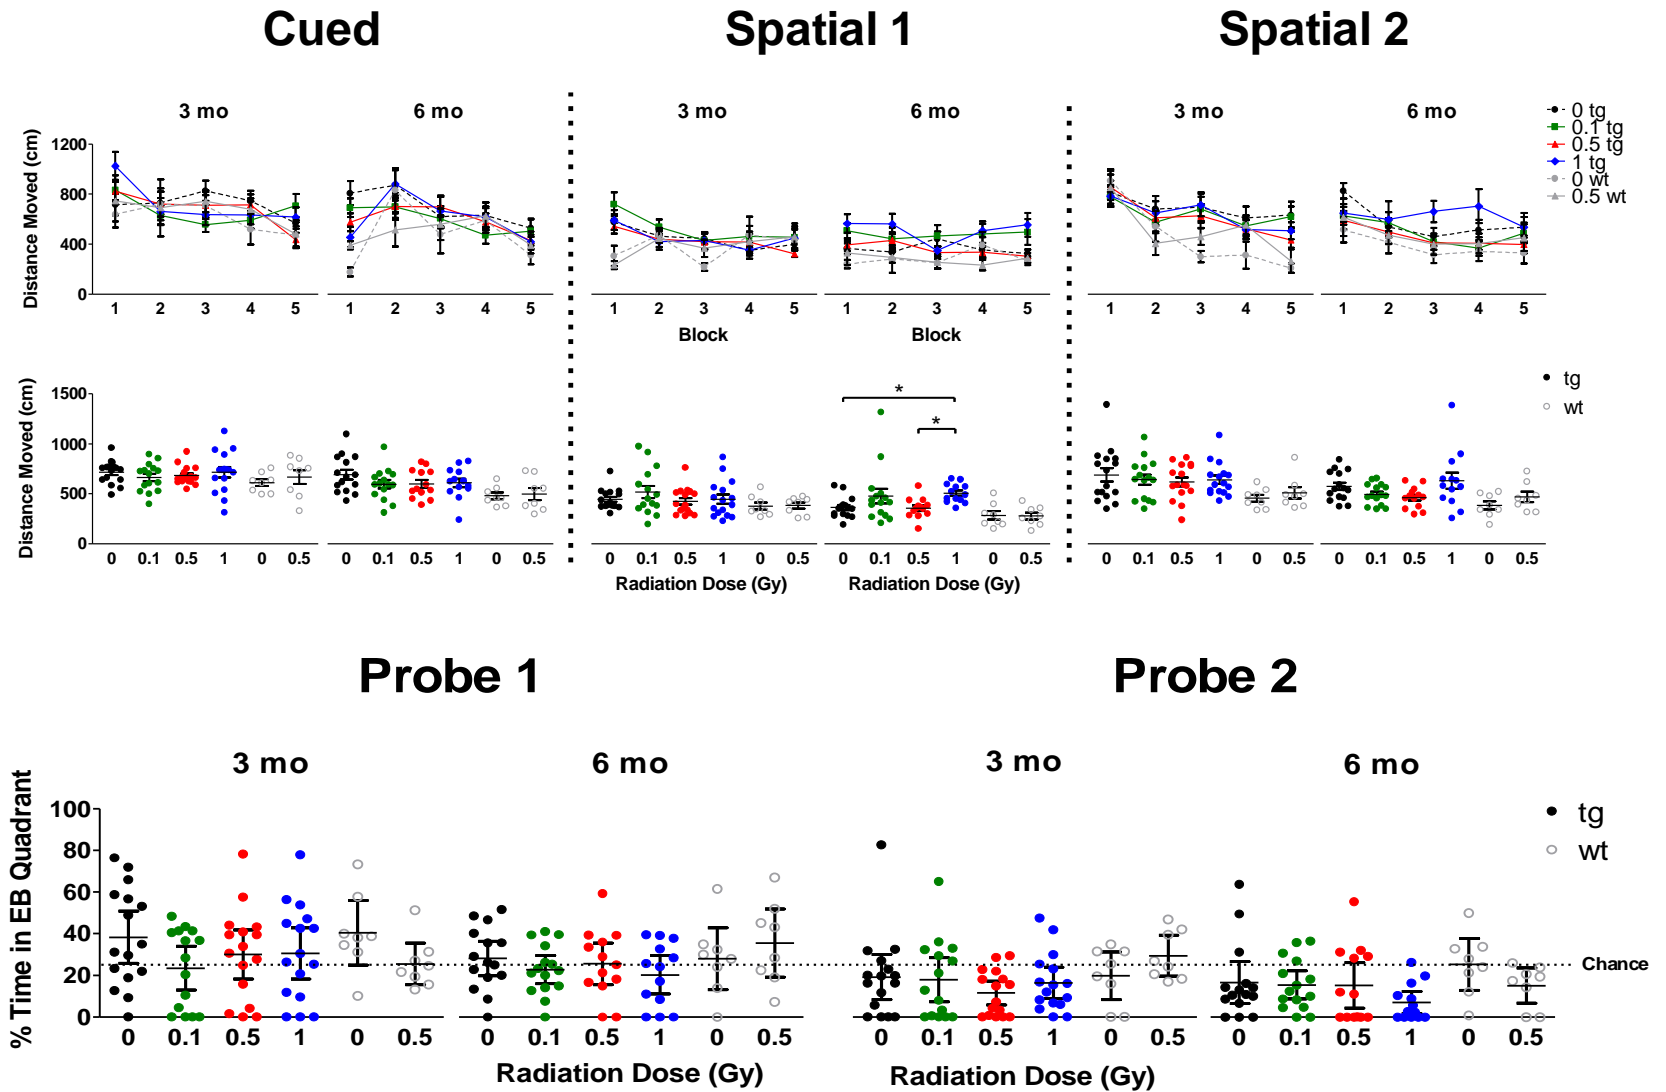 Cued Spatial 1 Spatial 2
3 mo 6 mo 3 mo 6 mo 3 mo 6 mo
Distance Moved (cm)
1200
800
400
0
1 2 3 4 5 1 2 3 4 5 1 2 3 4 5 1 2 3 4 5 1 2 3 4 5 1 2 3 4 5
Block Block
0 tg
0.1 tg
0.5 tg
1 tg
0 wt
0.5 wt
Distance Moved (cm)
1500
1000
500
0
* *
0 0.1 0.5 1 0 0.5 0 0.1 0.5 1 0 0.5 0 0.1 0.5 1 0 0.5 0 0.1 0.5 1 0 0.5 0 0.1 0.5 1 0 0.5 0 0.1 0.5 1 0 0.5
Radiation Dose (Gy) Radiation Dose (Gy)
tg
wt
Probe 1 Probe 2
3 mo 6 mo 3 mo 6 mo
% Time in EB Quadrant
100
80
60
40
20
0
0 0.1 0.5 1 0 0.5 0 0.1 0.5 1 0 0.5 0 0.1 0.5 1 0 0.5 0 0.1 0.5 1 0 0.5
Radiation Dose (Gy) Radiation Dose (Gy)
tg
wt
Chance